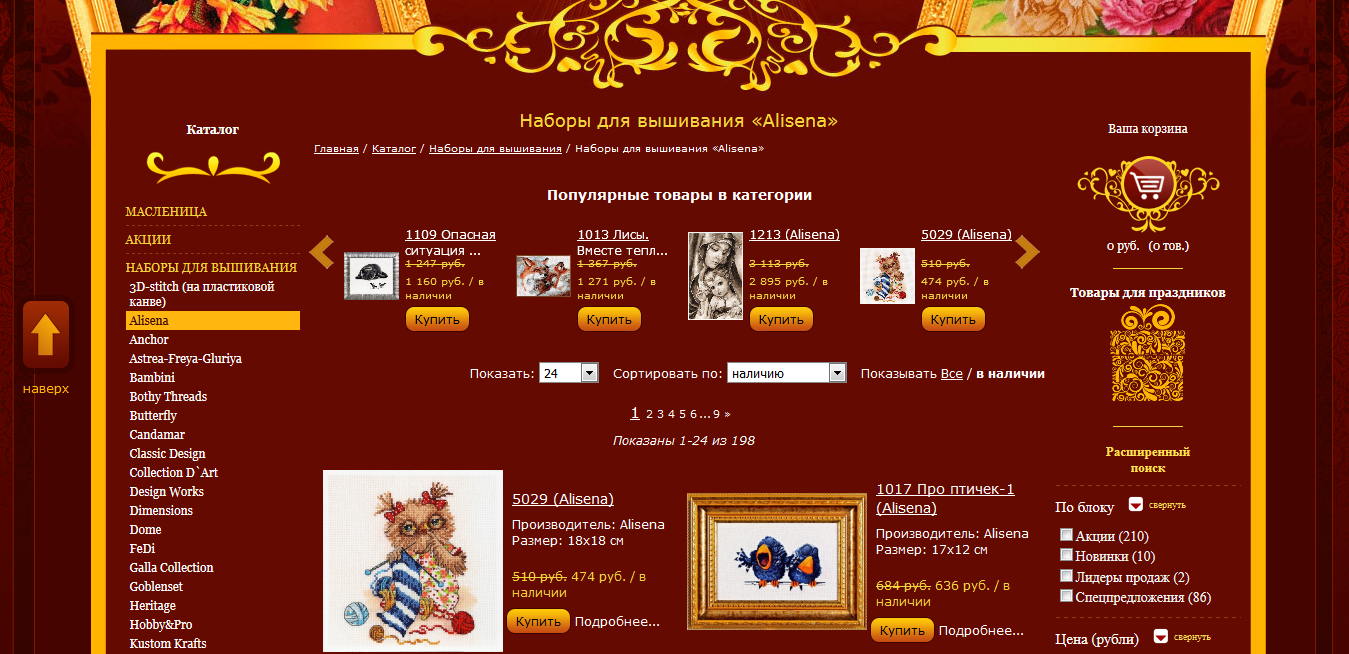 Каталог
МАСЛЕНИЦА
АКЦИИ
НАБОРЫ ДЛЯ ВЫШИВАНИЯ
3D-stitch (на пластиковой
канве)
Alisena
Anchor
Astrea-Freya-Gluriya
Bambini
Bothy Threads
Butterfly
Candamar
Classic Design
Collection D`Art
Design Works
Dimensions
Dome
FeDi
Galla Collection
Goblenset
Heritage
Hobby&Pro
Kustom Krafts
наверх
Наборы для вышивания «Alisena»
Главная / Каталог / Наборы для вышивания / Наборы для вышивания «Alisena»
Популярные товары в категории
1109 Опасная
ситуация ...
1 247 руб.
1 160 руб. / в
наличии
Купить
1013 Лисы.
Вместе тепл...
1 367 руб.
1 271 руб. / в
наличии
Купить
1213 (Alisena)
3 113 руб.
2 895 руб. / в
наличии
Купить
5029 (Alisena)
510 руб.
474 руб. / в
наличии
Купить
Показать: 24 Сортировать по: наличию Показывать Все / в наличии
1 2 3 4 5 6 ... 9 »
Показаны 1-24 из 198
5029 (Alisena)
Производитель: Alisena
Размер: 18x18 см
510 руб. 474 руб. / в
наличии
Купить Подробнее...
1017 Про птичек-1
(Alisena)
Производитель: Alisena
Размер: 17x12 см
684 руб. 636 руб. / в
наличии
Купить Подробнее...
Ваша корзина
0 руб. (0 тов.)
Товары для праздников
Расширенный
поиск
По блоку свернуть
Акции (210)
Новинки (10)
Лидеры продаж (2)
Спецпредложения (86)
Цена (рубли) свернуть